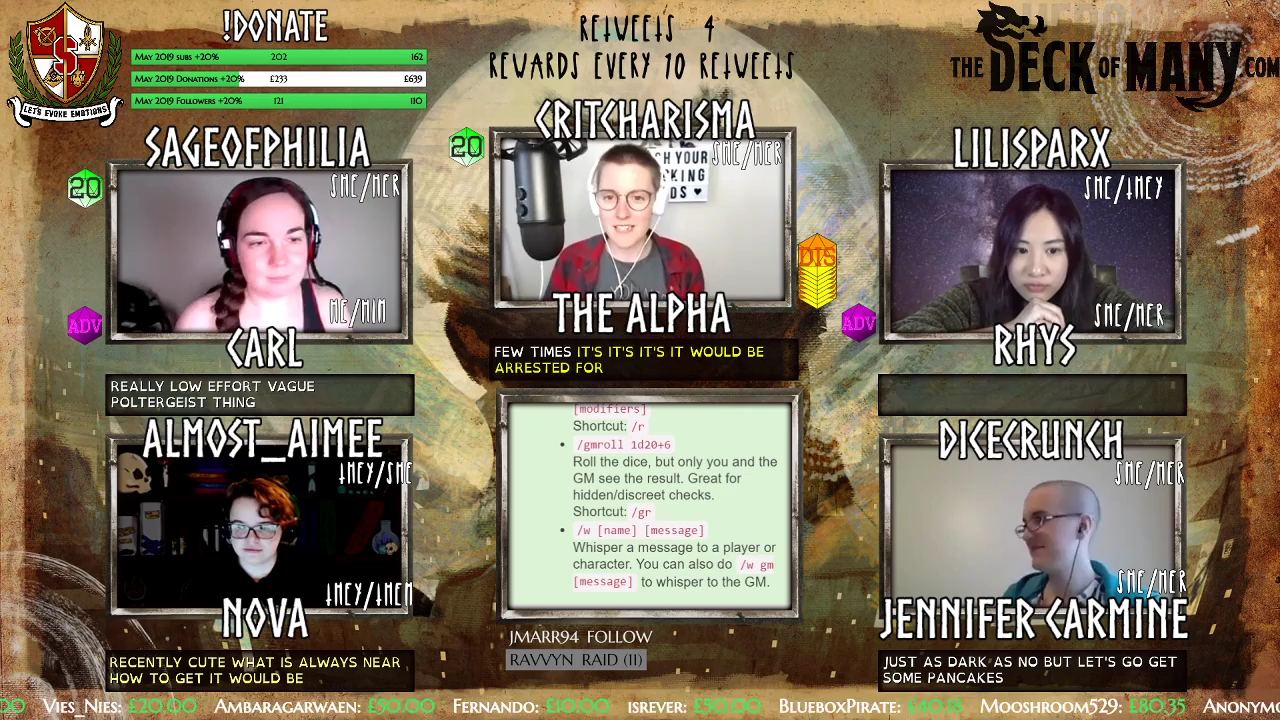 !DONATE
MAY 2019 SUBS +20% 202 162
MAY 2019 DONATIONS +20% £233 £639
MAY 2019 FOLLOWERS +20% 121 110
LET'S EVOKE EMOTIONS
RETWEETS 4
REWARDS EVERY 10 RETWEETS
THE DECK OF MANY.COM
SAGEOFPHILIA
SHE/HER
20
ADV
HE/HIM
CARL
REALLY LOW EFFORT VAGUE
POLTERGEIST THING
CRITCHARISMA
SHE/HER
20
CH YOUR
KING
DS ♥
DIS
THE ALPHA
FEW TIMES IT'S IT'S IT'S IT WOULD BE
ARRESTED FOR
LILISPARX
SHE/THEY
ADV
SHE/HER
RHYS
ALMOST_AIMEE
THEY/SHE
THEY/THEM
NOVA
RECENTLY CUTE WHAT IS ALWAYS NEAR
HOW TO GET IT WOULD BE
[modifiers]
Shortcut: /r
• /gmroll 1d20+6
Roll the dice, but only you and the
GM see the result. Great for
hidden/discreet checks.
Shortcut: /gr
• /w [name] [message]
Whisper a message to a player or
character. You can also do /w gm
[message] to whisper to the GM.
JMARR94 FOLLOW
RAVVYN RAID (11)
DICECRUNCH
SHE/HER
SHE/HER
JENNIFER CARMINE
JUST AS DARK AS NO BUT LET'S GO GET
SOME PANCAKES
00 VIES_NIES: £20.00 AMBARAGARWAEN: £50.00 FERNANDO: £10.00 ISREVER: £50.00 BLUEBOXPIRATE: £40.18 MOOSHROOM529: £80.35 ANONYM